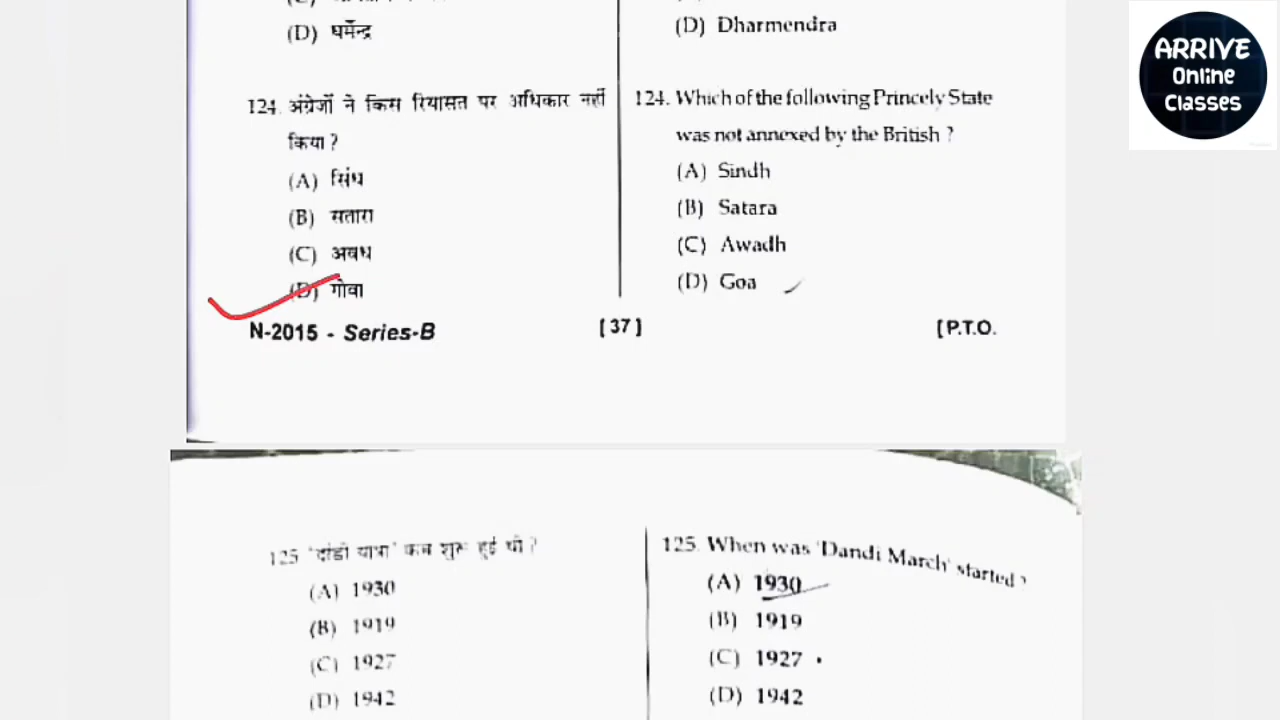 (D) घर्मेन्द्र
124. अंग्रेजों ने किस रियासत पर अधिकार नहीं
किया ?
(A) सिंध
(B) सतारा
(C) अवध
(D) गोवा
N-2015 - Series-B
(D) Dharmendra
124. Which of the following Princely State
was not annexed by the British ?
(A) Sindh
(B) Satara
(C) Awadh
(D) Goa
[ 37 ]
[ P.T.O.
125 'दांडी यात्रा' कब शुरू हुई थी ?
(A) 1930
(B) 1919
(C) 1927
(D) 1942
125. When was 'Dandi March' started ?
(A) 1930
(B) 1919
(C) 1927
(D) 1942
ARRIVE
Online
Classes